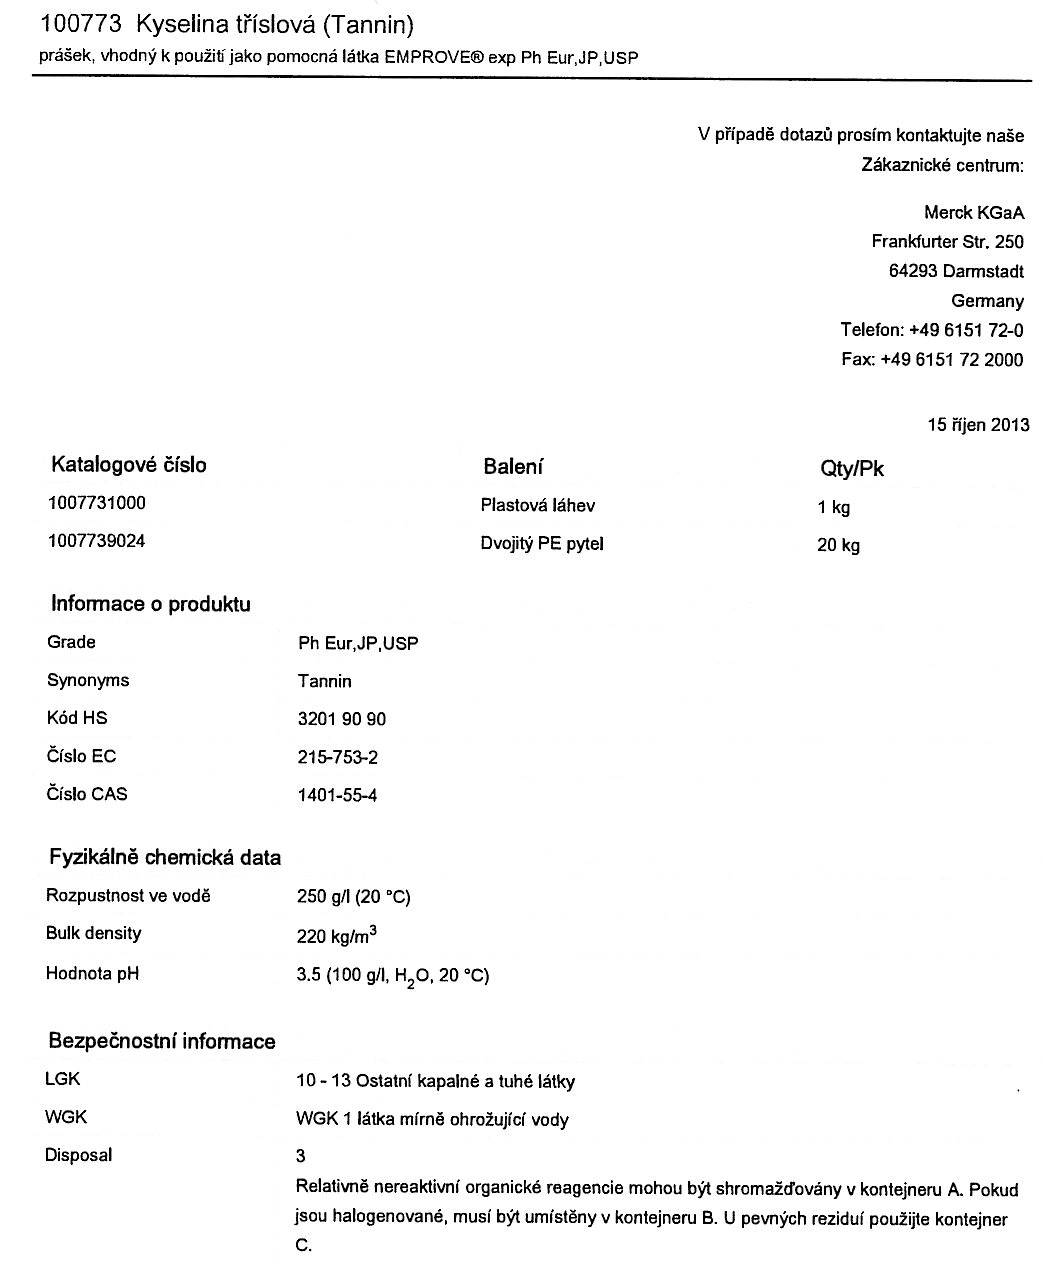 100773 Kyselina tříslová (Tannin)
prášek, vhodný k použití jako pomocná látka EMPROVE® exp Ph Eur,JP,USP
V případě dotazů prosím kontaktujte naše
Zákaznické centrum:
Merck KGaA
Frankfurter Str. 250
64293 Darmstadt
Germany
Telefon: +49 6151 72-0
Fax: +49 6151 72 2000
15 říjen 2013
Katalogové číslo Balení Qty/Pk
1007731000 Plastová láhev 1 kg
1007739024 Dvojitý PE pytel 20 kg
Informace o produktu
Grade Ph Eur,JP,USP
Synonyms Tannin
Kód HS 3201 90 90
Číslo EC 215-753-2
Číslo CAS 1401-55-4
Fyzikálně chemická data
Rozpustnost ve vodě 250 g/l (20 °C)
Bulk density 220 kg/m³
Hodnota pH 3.5 (100 g/l, H₂O, 20 °C)
Bezpečnostní informace
LGK 10 - 13 Ostatní kapalné a tuhé látky
WGK WGK 1 látka mírně ohrožující vody
Disposal 3
Relativně nereaktivní organické reagencie mohou být shromažďovány v kontejneru A. Pokud
jsou halogenované, musí být umístěny v kontejneru B. U pevných reziduí použijte kontejner
C.